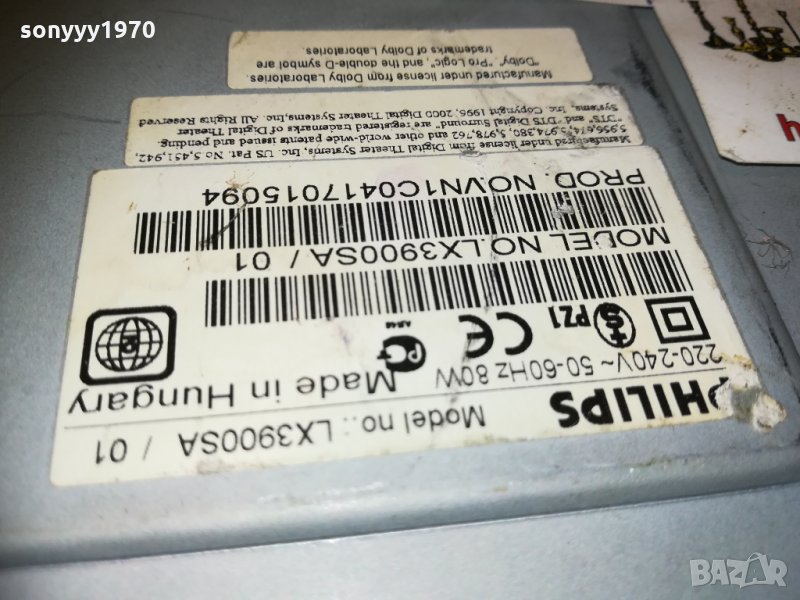 sonyyy1970
PHILIPS
Model no.: LX3900SA / 01
220-240V~ 50-60Hz 80W
Made in Hungary
PZ1
CE
MODEL NO.LX3900SA / 01
PROD. NO.VN1C0417015094
Manufactured under license from Digital Theater Systems, Inc. US Pat. No 5,451,942,
5,956,674, 5,974,380, 5,978,762 and other world-wide patents issued and pending.
"DTS" and "DTS Digital Surround" are registered trademarks of Digital Theater
Systems, Inc. Copyright 1996, 2000 Digital Theater Systems, Inc. All Rights Reserved
Manufactured under license from Dolby Laboratories.
"Dolby", "Pro Logic", and the double-D symbol are
trademarks of Dolby Laboratories.
BAZAR